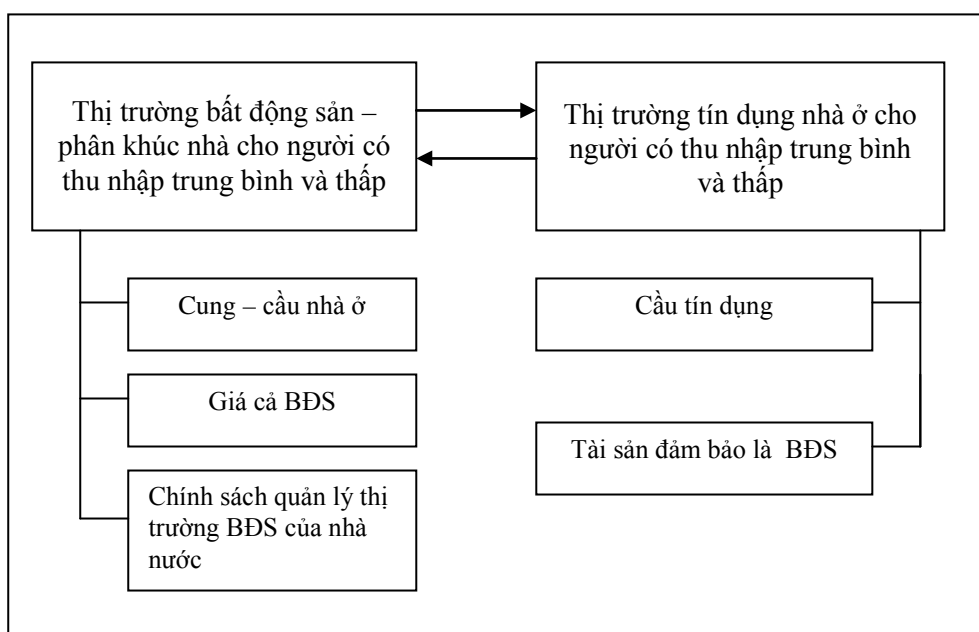 Thị trường bất động sản –
phân khúc nhà cho người có
thu nhập trung bình và thấp
Thị trường tín dụng nhà ở cho
người có thu nhập trung bình
và thấp
Cung – cầu nhà ở
Giá cả BĐS
Chính sách quản lý thị
trường BĐS của nhà
nước
Cầu tín dụng
Tài sản đảm bảo là BĐS